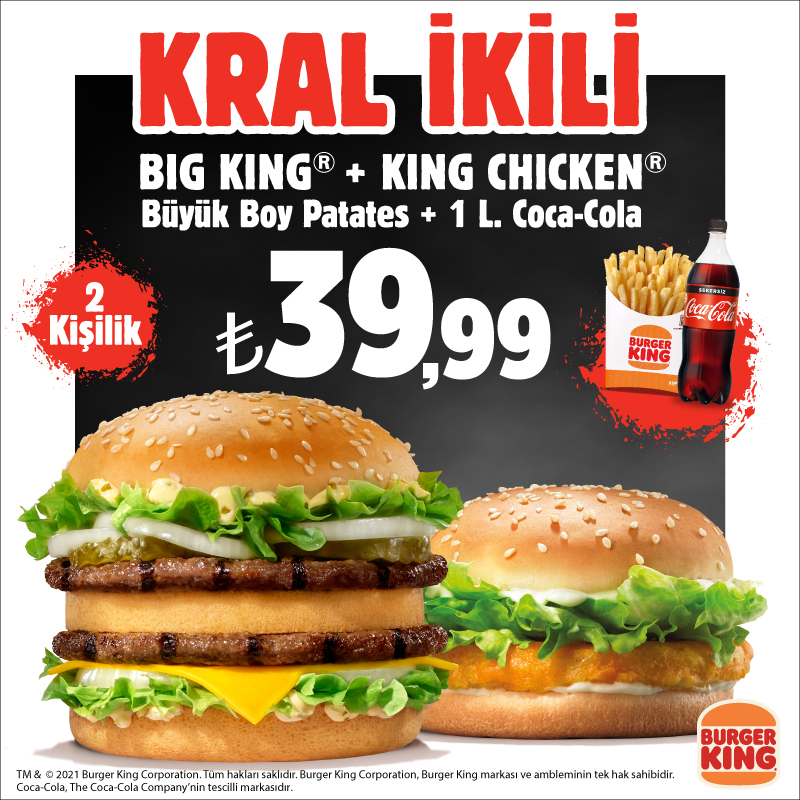 KRAL İKİLİ
BIG KING® + KING CHICKEN®
Büyük Boy Patates + 1 L. Coca-Cola
2
Kişilik
₺39,99
ŞEKERSİZ
Coca-Cola
BURGER
KING
BURGER
KING
TM & © 2021 Burger King Corporation. Tüm hakları saklıdır. Burger King Corporation, Burger King markası ve ambleminin tek hak sahibidir.
Coca-Cola, The Coca-Cola Company'nin tescilli markasıdır.